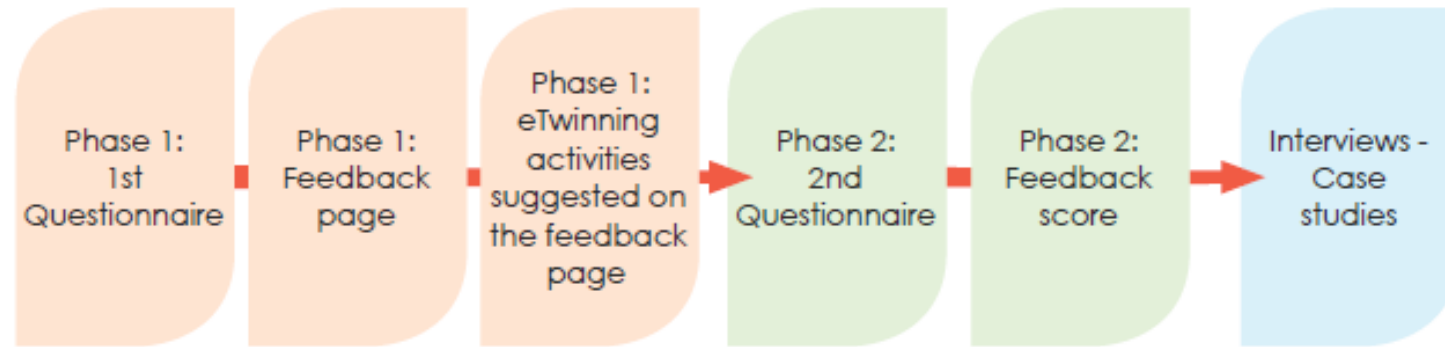 Phase 1:
1st
Questionnaire
Phase 1:
Feedback
page
Phase 1:
eTwinning
activities
suggested on
the feedback
page
Phase 2:
2nd
Questionnaire
Phase 2:
Feedback
score
Interviews -
Case
studies